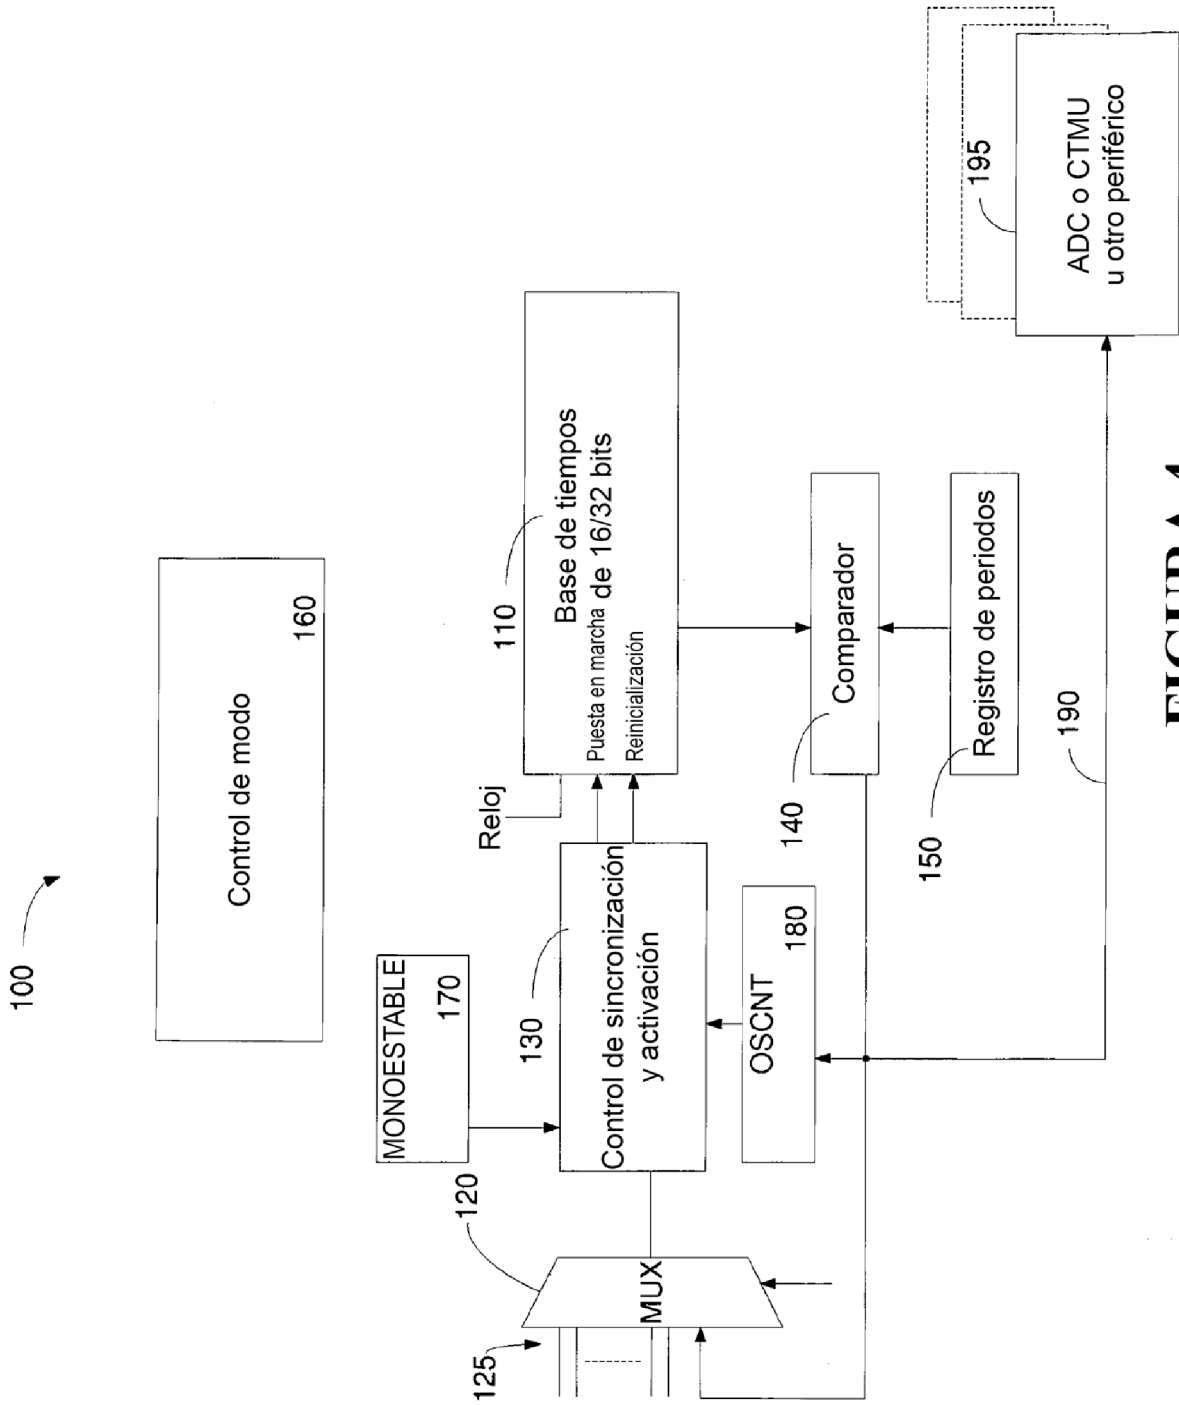 100
Control de modo
160
MONOESTABLE
170
120
125
MUX
130
Control de sincronización
y activación
OSCNT
180
Reloj
110
Base de tiempos
de 16/32 bits
Puesta en marcha
Reinicialización
140
Comparador
150
Registro de periodos
190
195
ADC o CTMU
u otro periférico
FIGURA 4